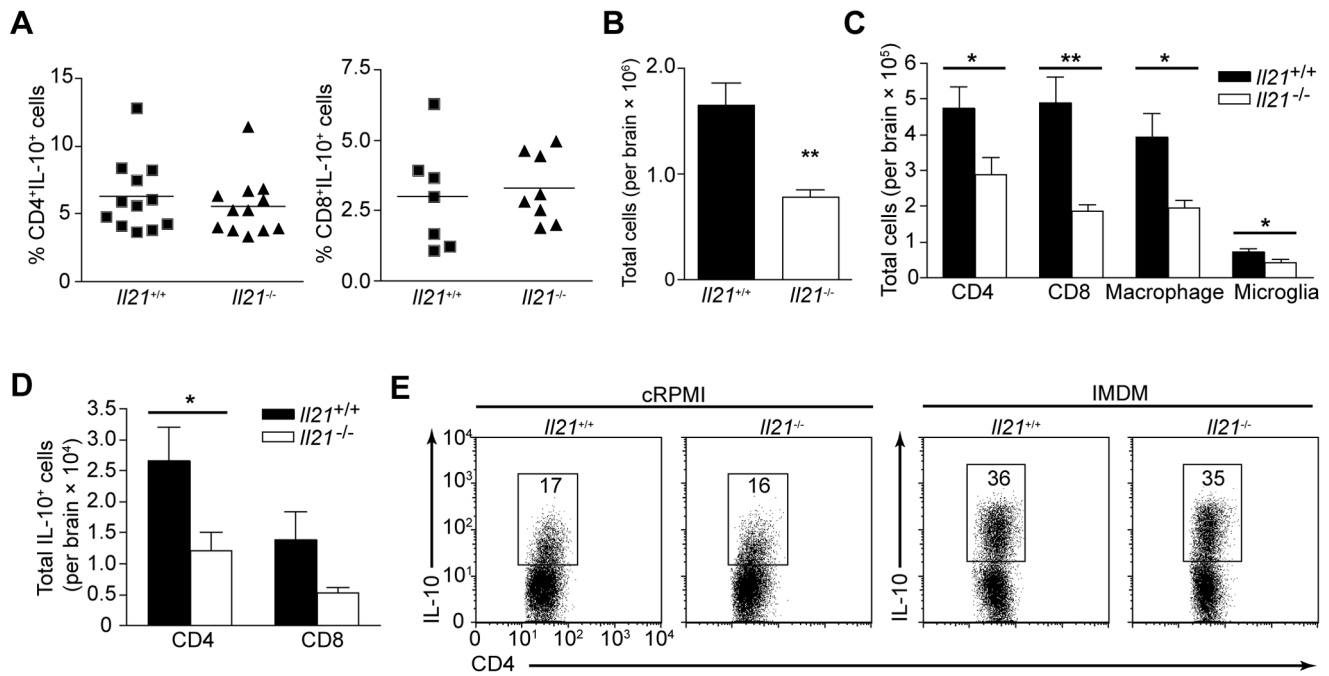 A
% CD4⁺IL-10⁺ cells
15
10
5
0
Il21⁺/⁺
Il21⁻/⁻
% CD8⁺IL-10⁺ cells
7.5
5.0
2.5
0.0
Il21⁺/⁺
Il21⁻/⁻
B
Total cells (per brain × 10⁶)
2.0
1.0
0
**
Il21⁺/⁺
Il21⁻/⁻
C
Total cells (per brain × 10⁵)
6
5
4
3
2
1
0
*
**
*
*
Il21⁺/⁺
Il21⁻/⁻
CD4
CD8
Macrophage
Microglia
D
Total IL-10⁺ cells
(per brain × 10⁴)
3.5
3.0
2.5
2.0
1.5
1.0
0.5
0
*
Il21⁺/⁺
Il21⁻/⁻
CD4
CD8
E
cRPMI
IMDM
Il21⁺/⁺
Il21⁻/⁻
Il21⁺/⁺
Il21⁻/⁻
IL-10
10⁴
10³
10²
10¹
0
17
16
IL-10
36
35
0
10¹
10²
10³
10⁴
CD4